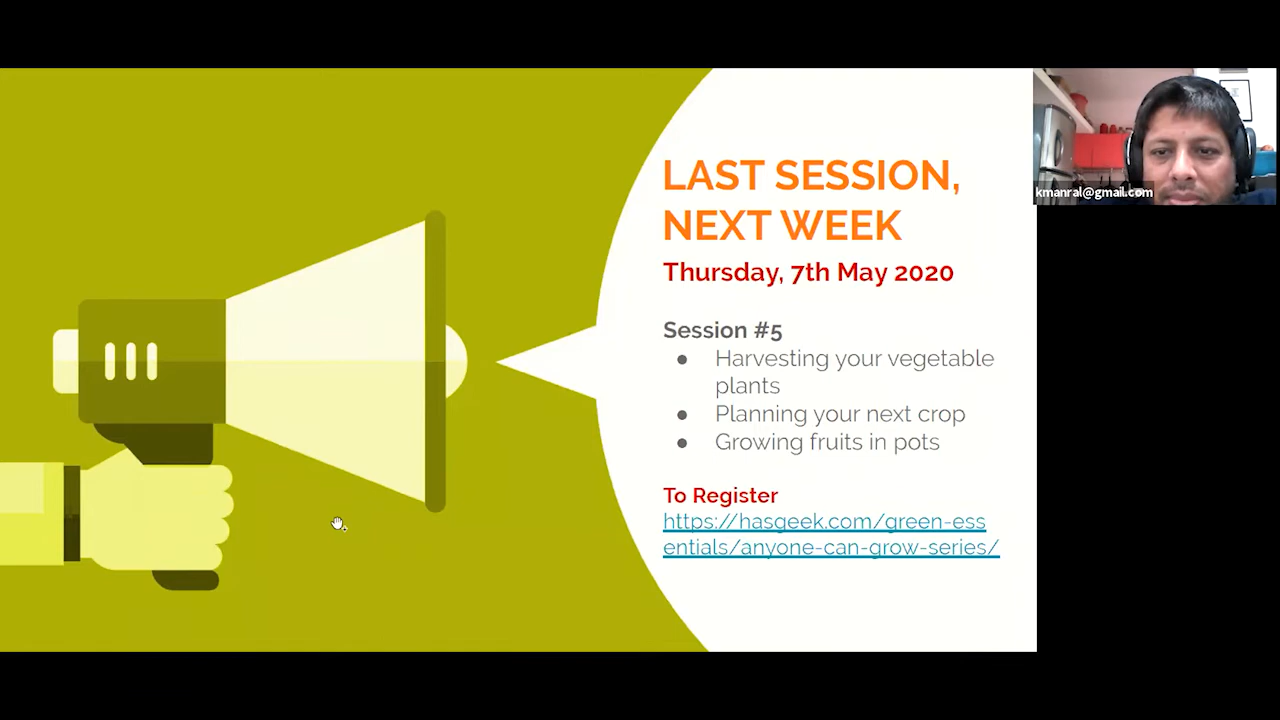 LAST SESSION,
NEXT WEEK
Thursday, 7th May 2020
Session #5
● Harvesting your vegetable
plants
● Planning your next crop
● Growing fruits in pots
To Register
https://hasgeek.com/green-ess
entials/anyone-can-grow-series/
kmanral@gmail.com